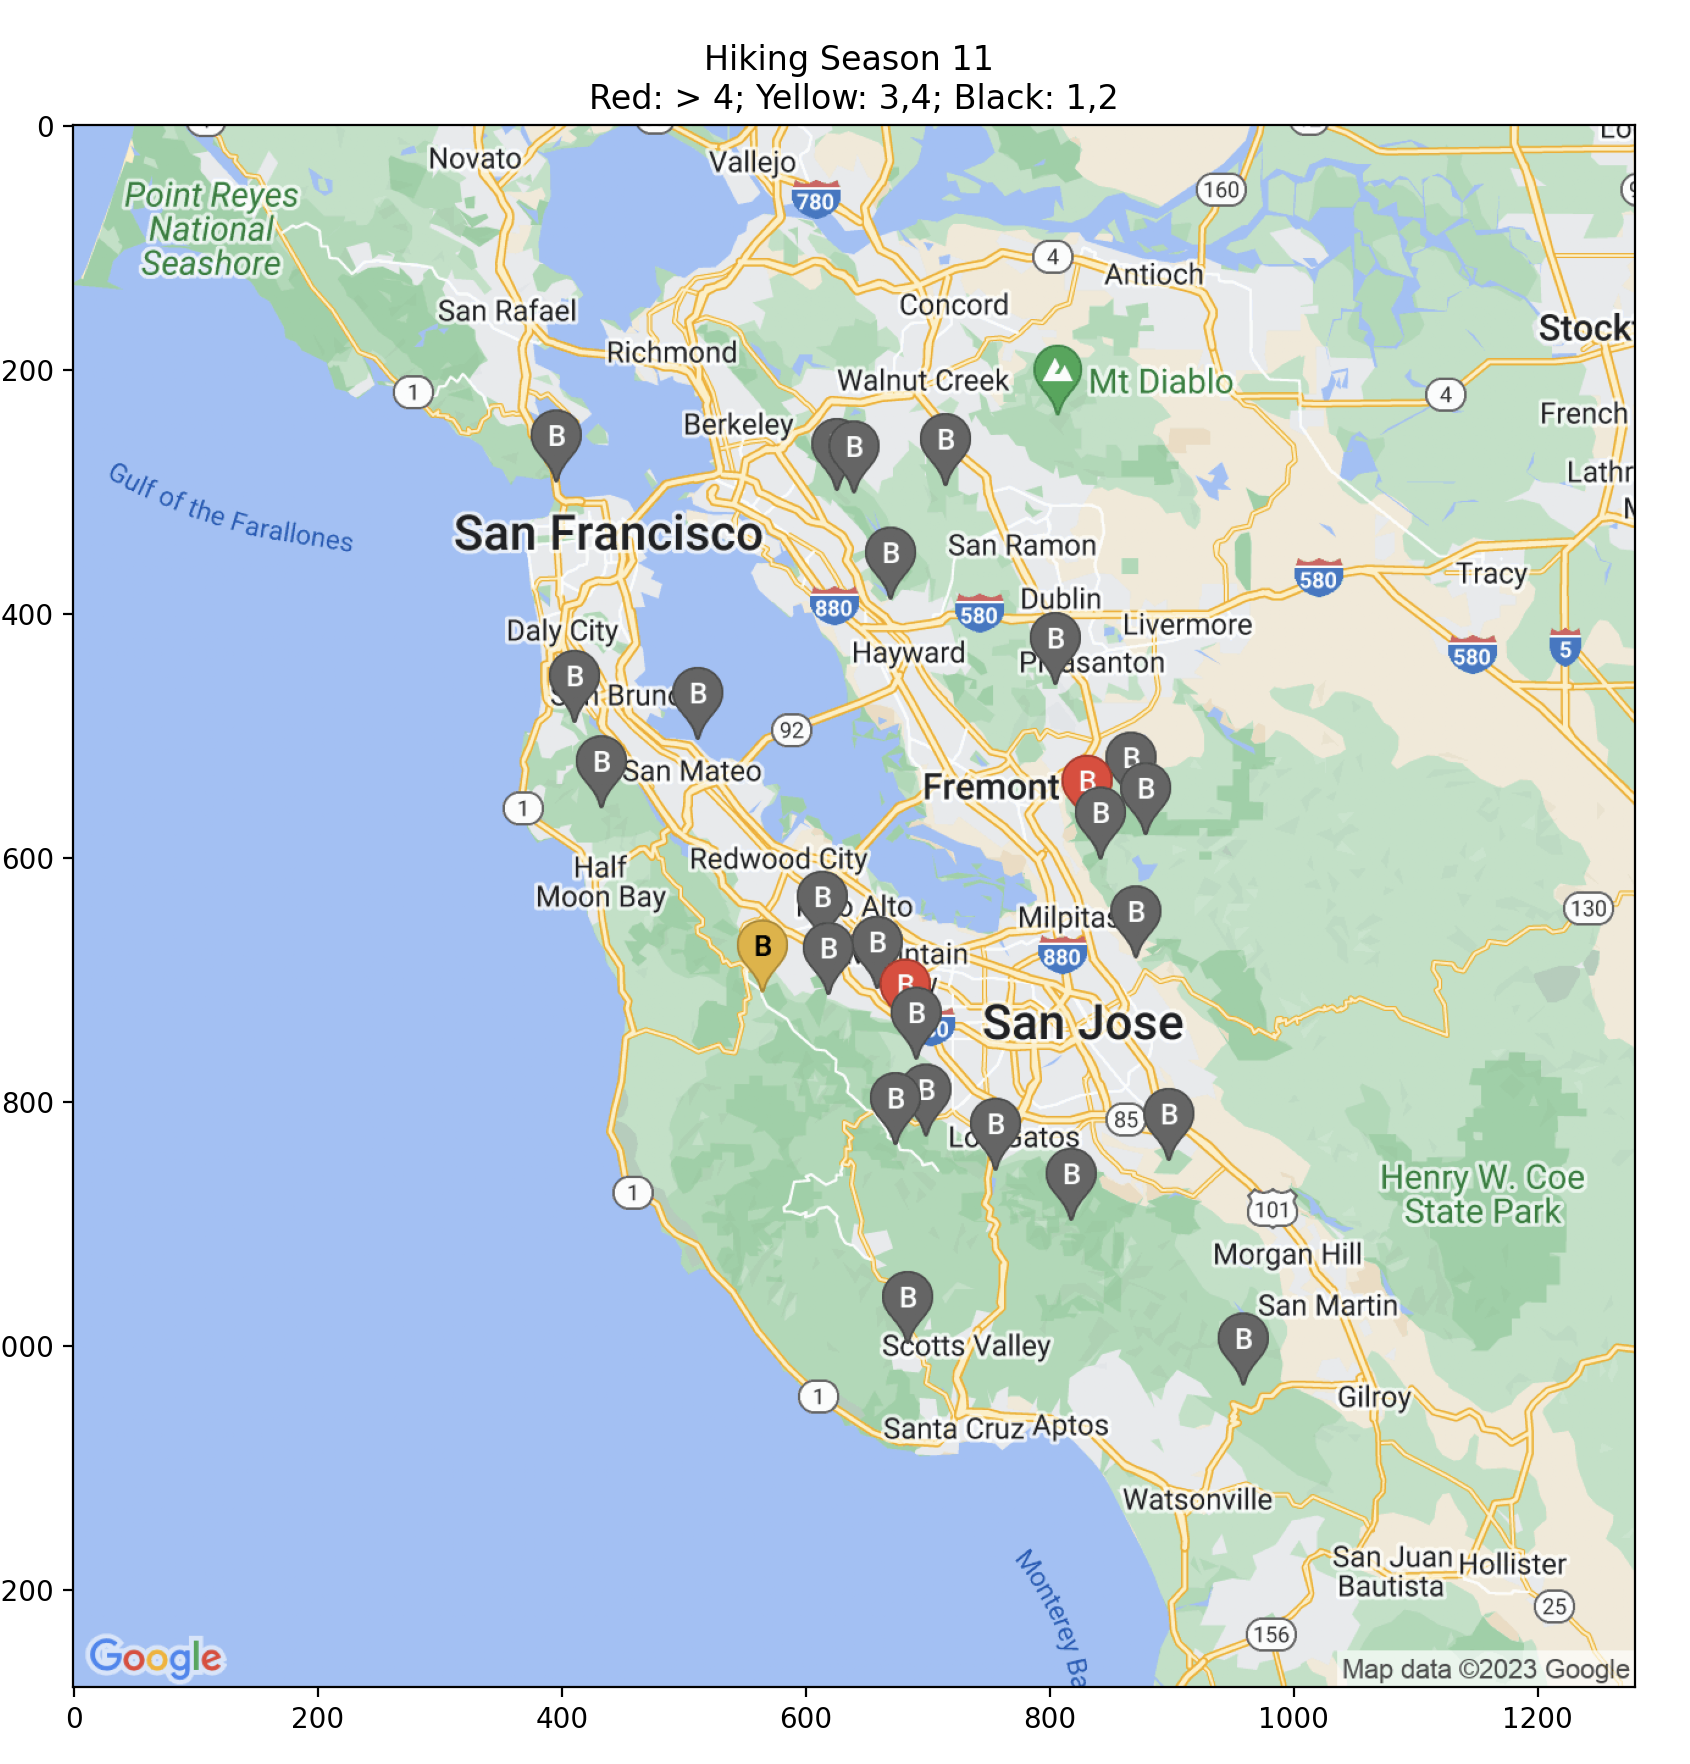 Hiking Season 11
Red: > 4; Yellow: 3,4; Black: 1,2
0
200
400
600
800
000
200
0
200
400
600
800
1000
1200
Novato
Vallejo
780
160
Point Reyes
National
Seashore
4
Antioch
San Rafael
Concord
Richmond
Stock
Walnut Creek
Mt Diablo
1
4
Berkeley
French
B
B
B
Lathr
Gulf of the Farallones
San Francisco
B
San Ramon
880
580
580
Tracy
Dublin
Daly City
Livermore
B
Hayward
580
5
Pleasanton
B
B
San Bruno
92
B
San Mateo
B
Fremont
B
B
1
B
Half
Moon Bay
Redwood City
B
Palo Alto
Milpitas
B
130
B
B
B
Mountain
880
B
B
San Jose
B
B
Los Gatos
B
85
B
B
1
Henry W. Coe
State Park
101
Morgan Hill
B
San Martin
Scotts Valley
B
1
Gilroy
Santa Cruz
Aptos
Watsonville
San Juan
Bautista
Hollister
25
156
Monterey Ba
Google
Map data ©2023 Google